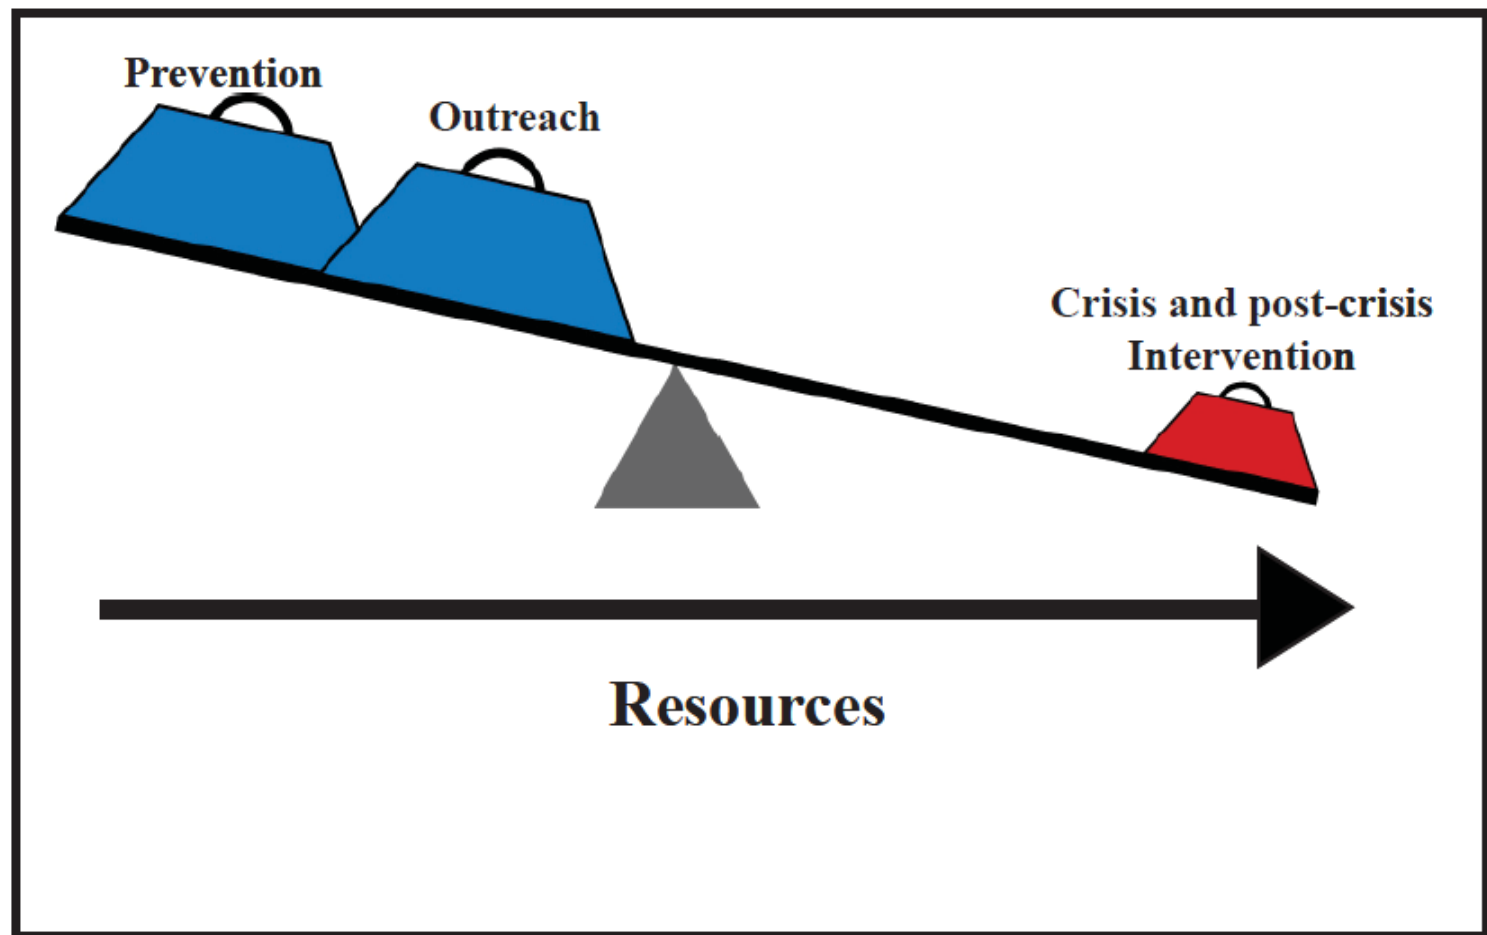 Prevention
Outreach
Crisis and post-crisis
Intervention
Resources